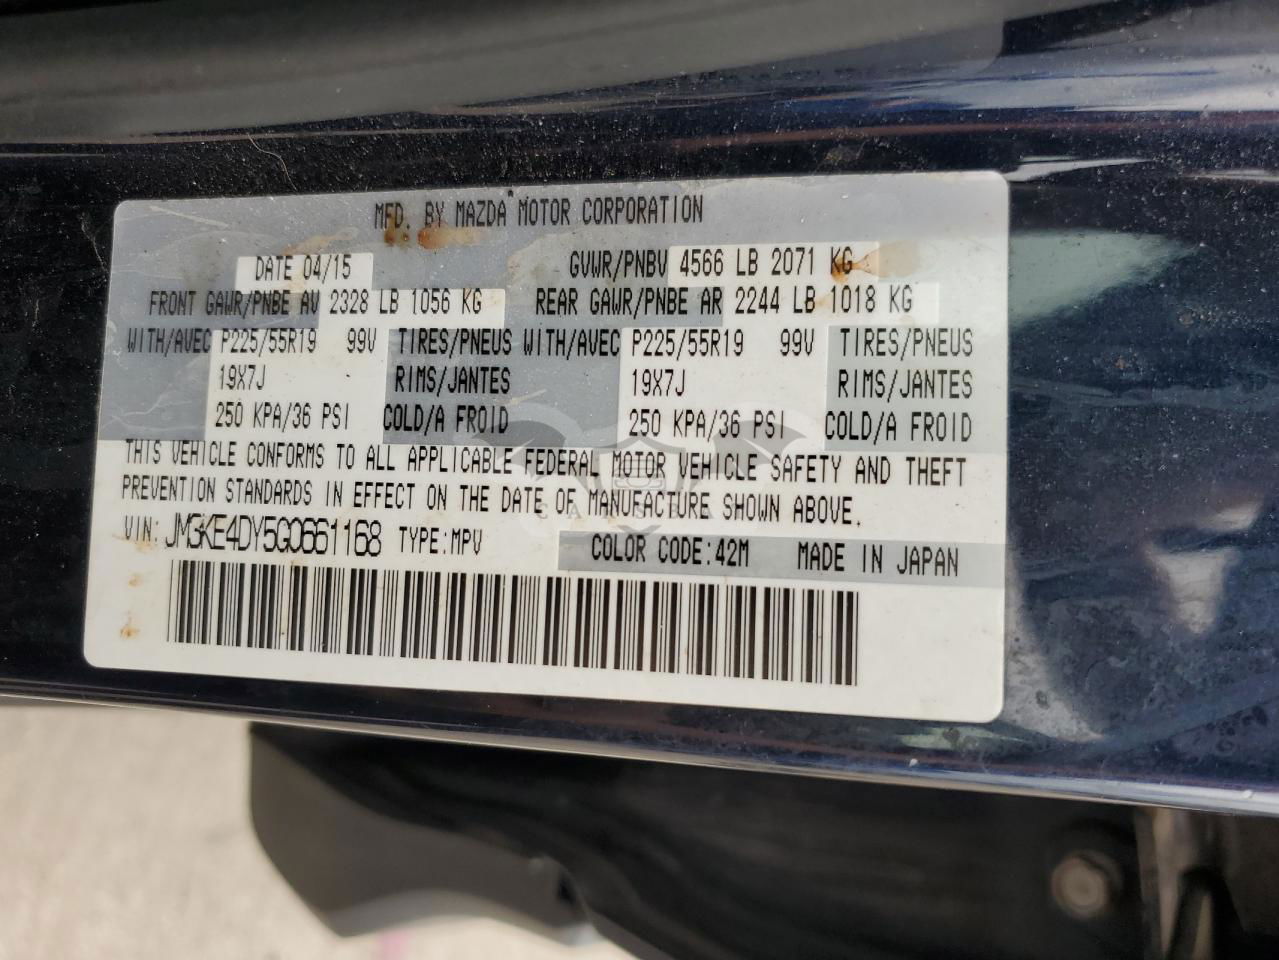 MFD. BY MAZDA MOTOR CORPORATION
DATE 04/15 GVWR/PNBV 4566 LB 2071 KG
FRONT GAWR/PNBE AV 2328 LB 1056 KG REAR GAWR/PNBE AR 2244 LB 1018 KG
WITH/AVEC P225/55R19 99V TIRES/PNEUS WITH/AVEC P225/55R19 99V TIRES/PNEUS
19X7J RIMS/JANTES 19X7J RIMS/JANTES
250 KPA/36 PSI COLD/A FROID 250 KPA/36 PSI COLD/A FROID
THIS VEHICLE CONFORMS TO ALL APPLICABLE FEDERAL MOTOR VEHICLE SAFETY AND THEFT
PREVENTION STANDARDS IN EFFECT ON THE DATE OF MANUFACTURE SHOWN ABOVE.
VIN: JM3KE4DY5G0661168 TYPE:MPV COLOR CODE:42M MADE IN JAPAN